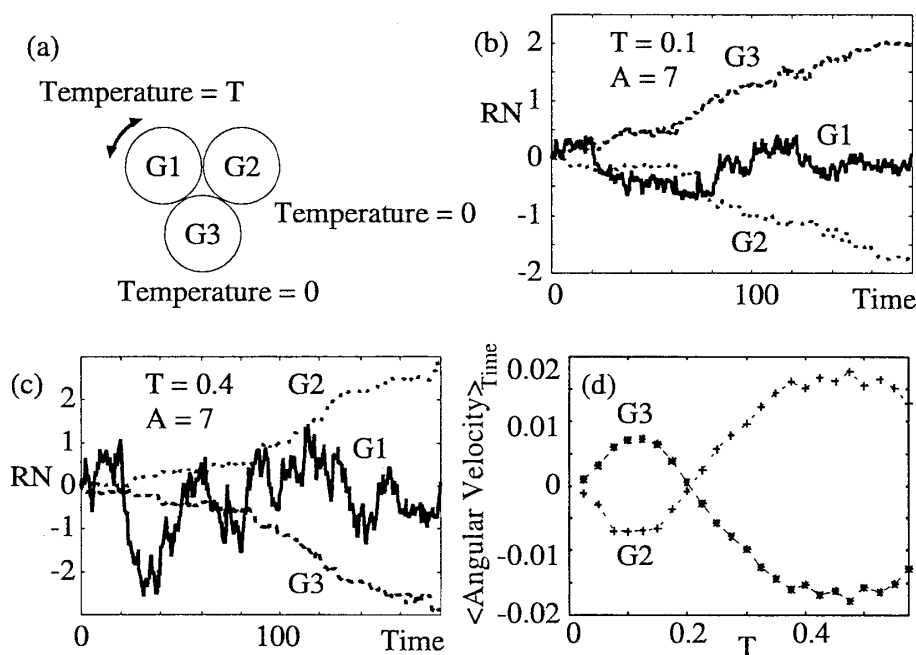 (a)
Temperature = T
G1 G2
G3
Temperature = 0
Temperature = 0
(b)
T = 0.1
A = 7
G3
G1
G2
RN
2
1
0
-1
-2
0 100 Time
(c)
T = 0.4
A = 7
G2
G1
G3
RN
2
1
0
-1
-2
0 100 Time
(d)
G3
G2
<Angular Velocity>Time
0.02
0.01
0
-0.01
-0.02
0 0.2 0.4
T